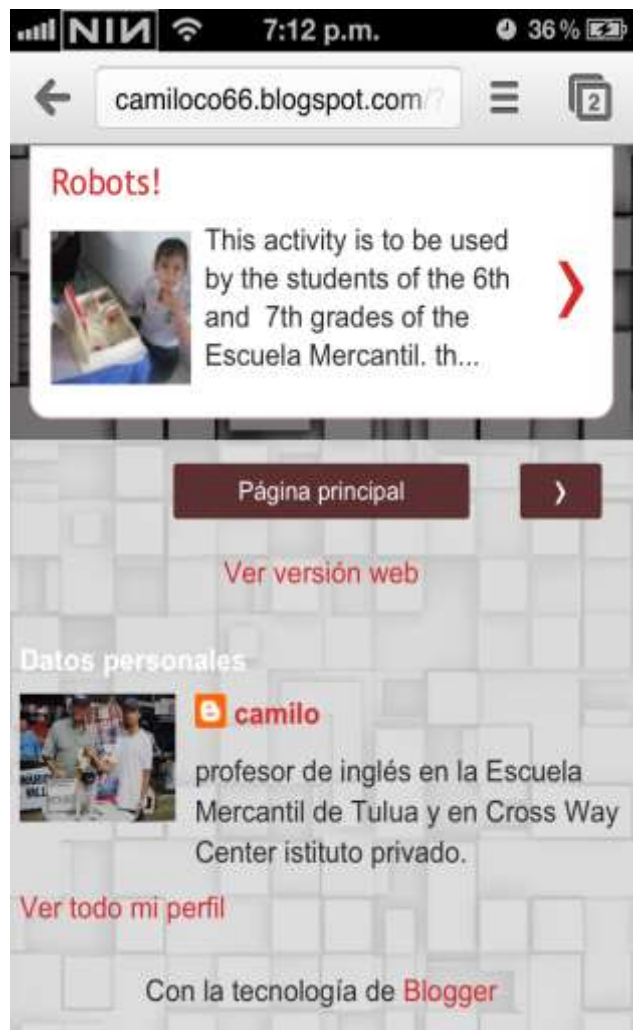 NIИ 7:12 p.m. 36%
camiloco66.blogspot.com/?
2
Robots!
This activity is to be used
by the students of the 6th
and 7th grades of the
Escuela Mercantil. th...
Página principal
Ver versión web
Datos personales
camilo
profesor de inglés en la Escuela
Mercantil de Tulua y en Cross Way
Center istituto privado.
Ver todo mi perfil
Con la tecnología de Blogger